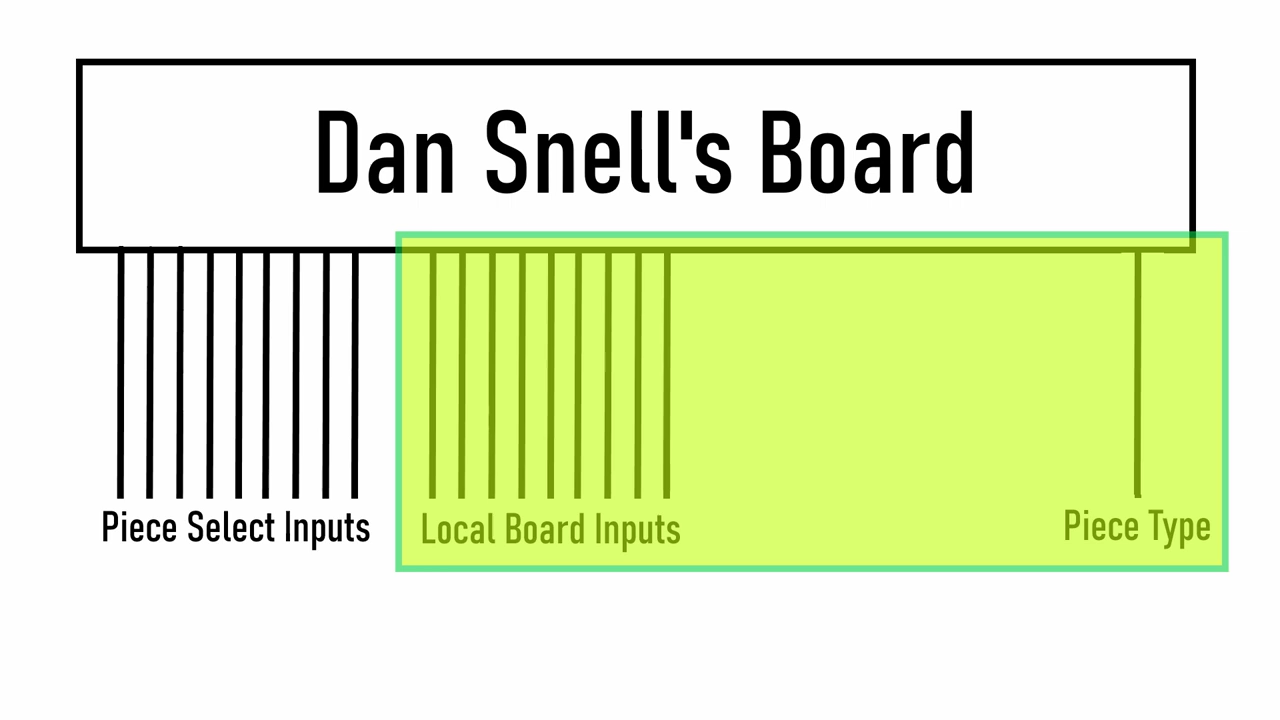 Dan Snell's Board
Piece Select Inputs
Local Board Inputs
Piece Type